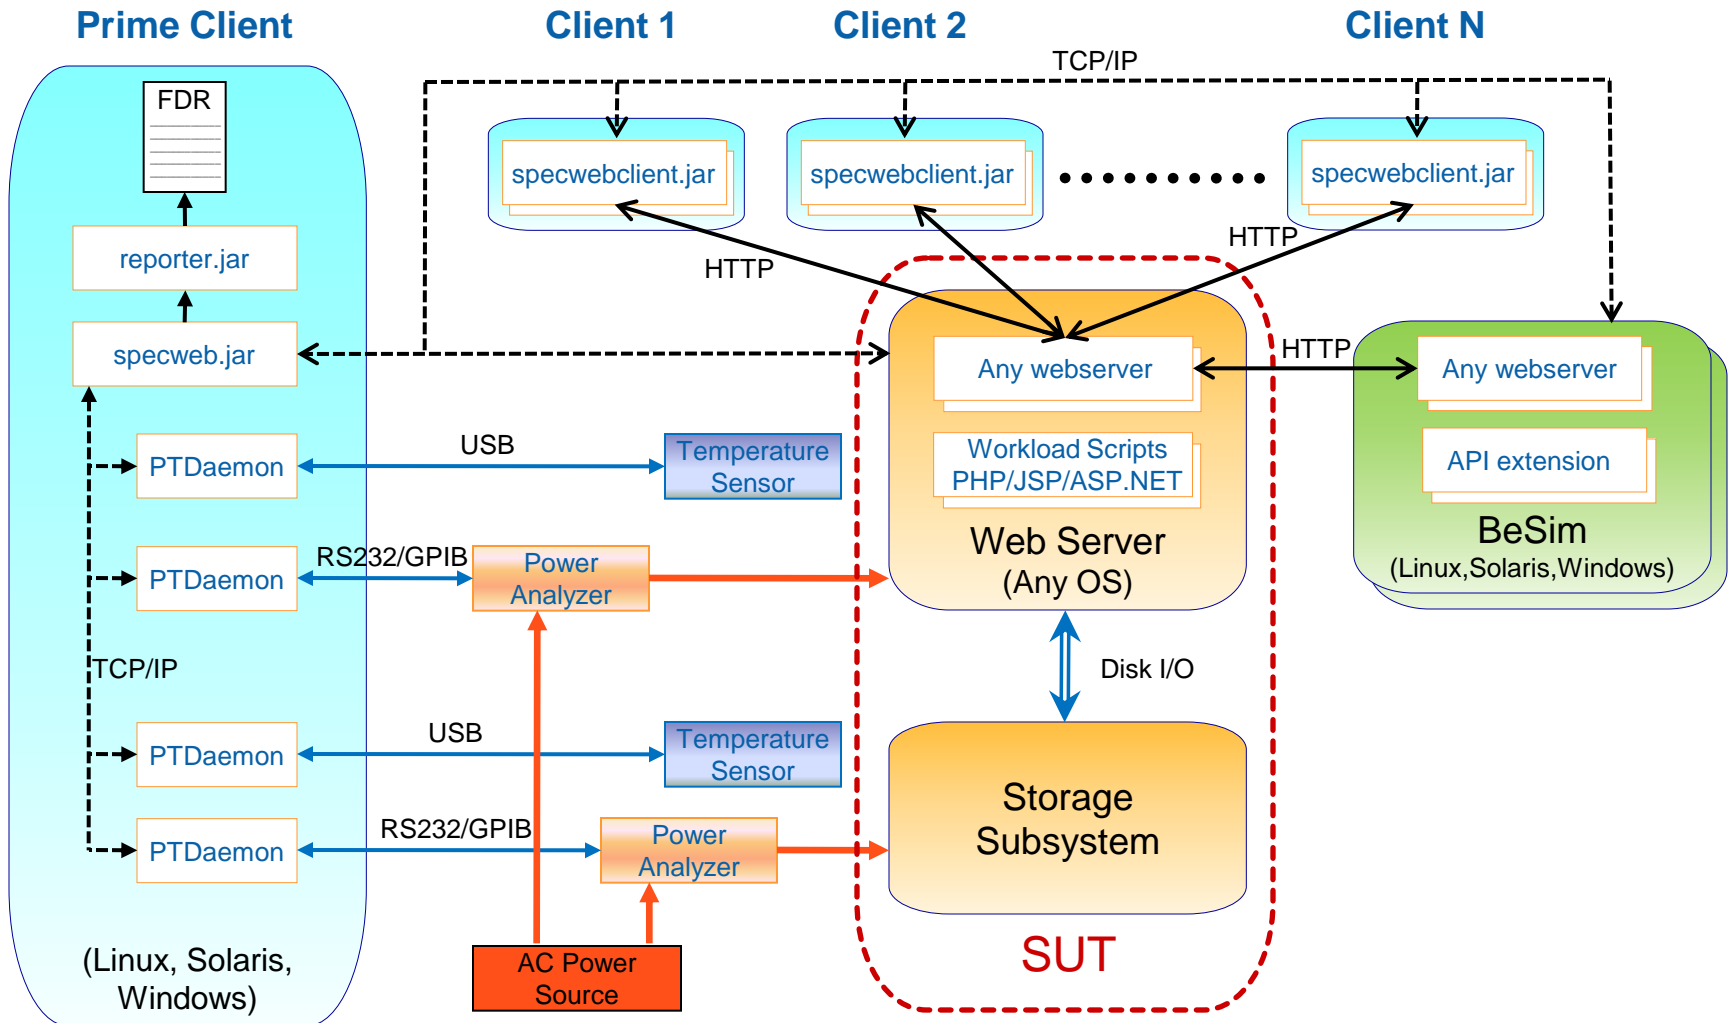 Prime Client
Client 1
Client 2
Client N
TCP/IP
FDR
specwebclient.jar
specwebclient.jar
specwebclient.jar
reporter.jar
HTTP
HTTP
specweb.jar
Any webserver
HTTP
Any webserver
PTDaemon
USB
Temperature
Sensor
Workload Scripts
PHP/JSP/ASP.NET
API extension
Web Server
(Any OS)
BeSim
(Linux,Solaris,Windows)
PTDaemon
RS232/GPIB
Power
Analyzer
TCP/IP
Disk I/O
PTDaemon
USB
Temperature
Sensor
Storage
Subsystem
PTDaemon
RS232/GPIB
Power
Analyzer
SUT
(Linux, Solaris,
Windows)
AC Power
Source